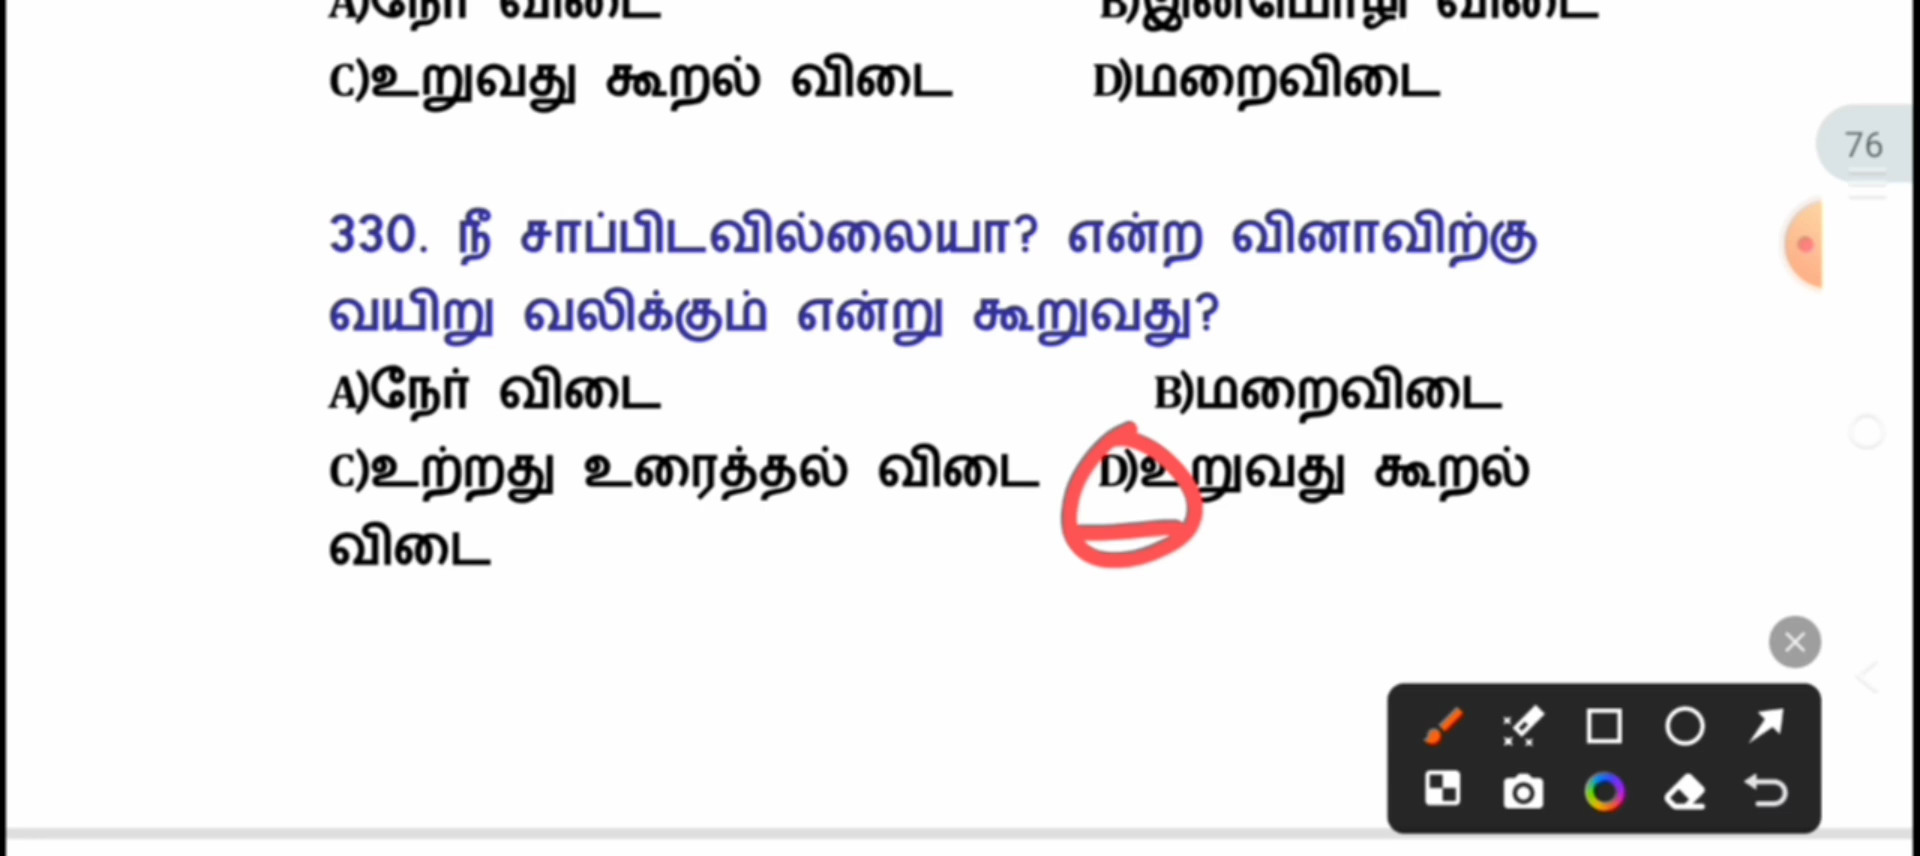 A)நேர் விடை B)இனமொழி விடை
C)உறுவது கூறல் விடை D)மறைவிடை
76
330. நீ சாப்பிடவில்லையா? என்ற வினாவிற்கு
வயிறு வலிக்கும் என்று கூறுவது?
A)நேர் விடை B)மறைவிடை
C)உற்றது உரைத்தல் விடை D)உறுவது கூறல்
விடை